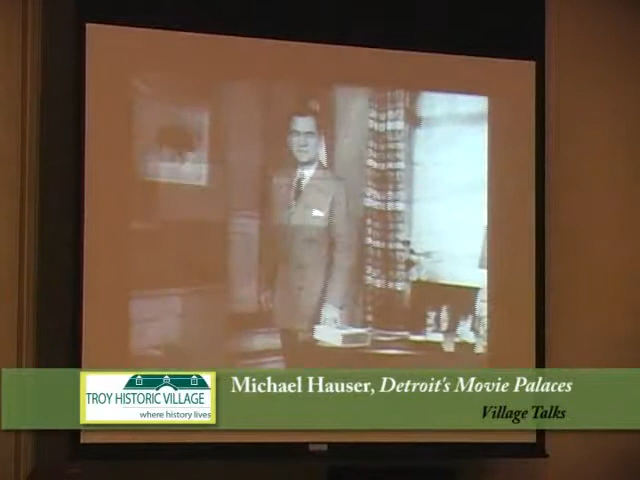 TROY HISTORIC VILLAGE
where history lives
Michael Hauser, Detroit's Movie Palaces
Village Talks